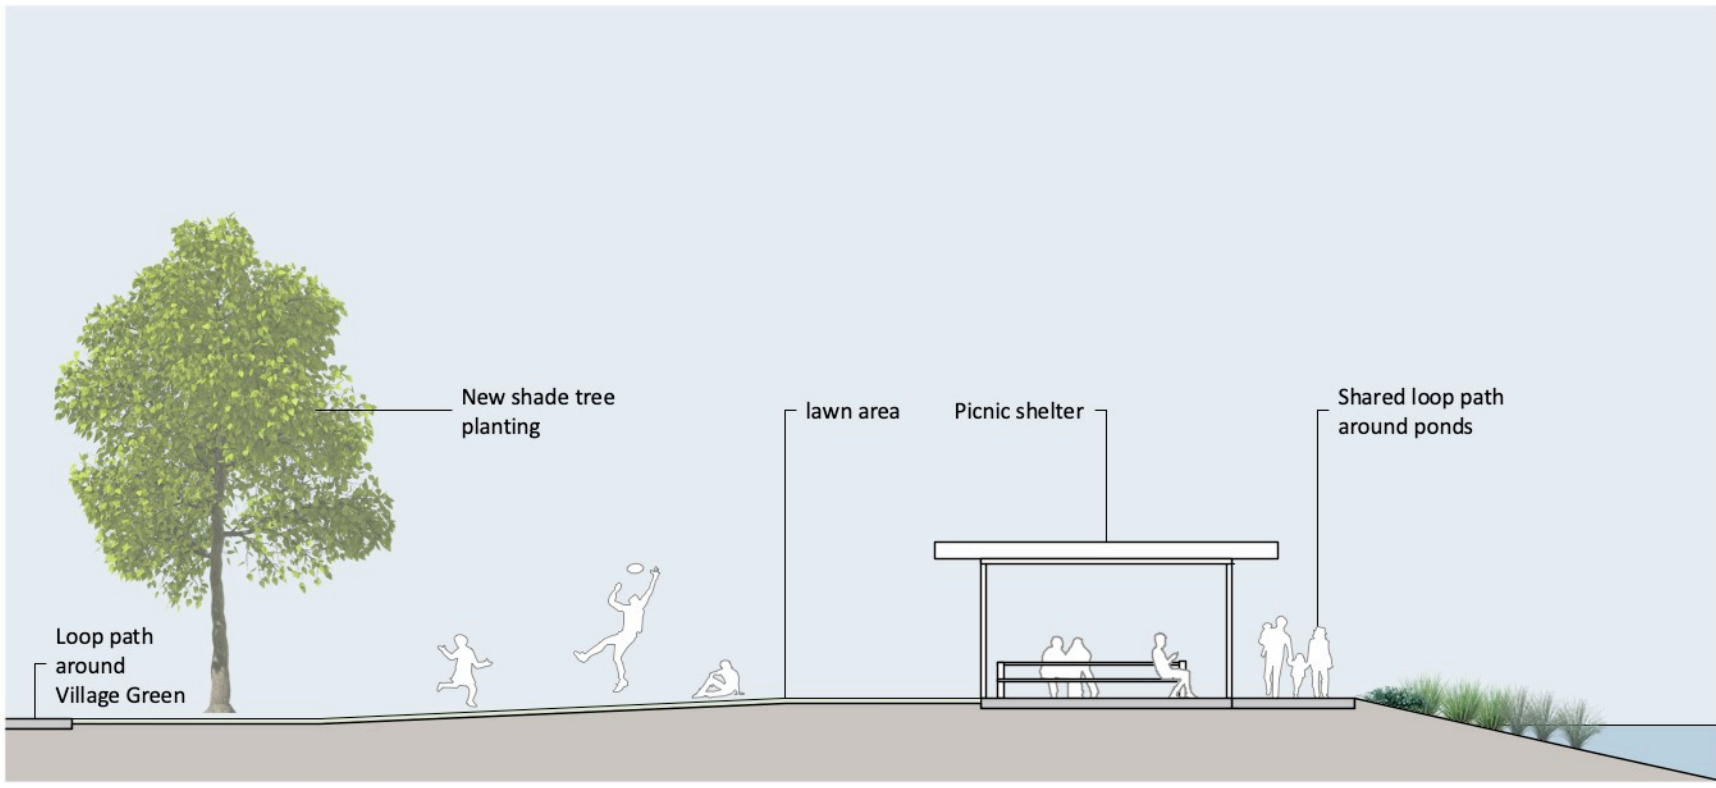 New shade tree
planting
lawn area
Picnic shelter
Shared loop path
around ponds
Loop path
around
Village Green